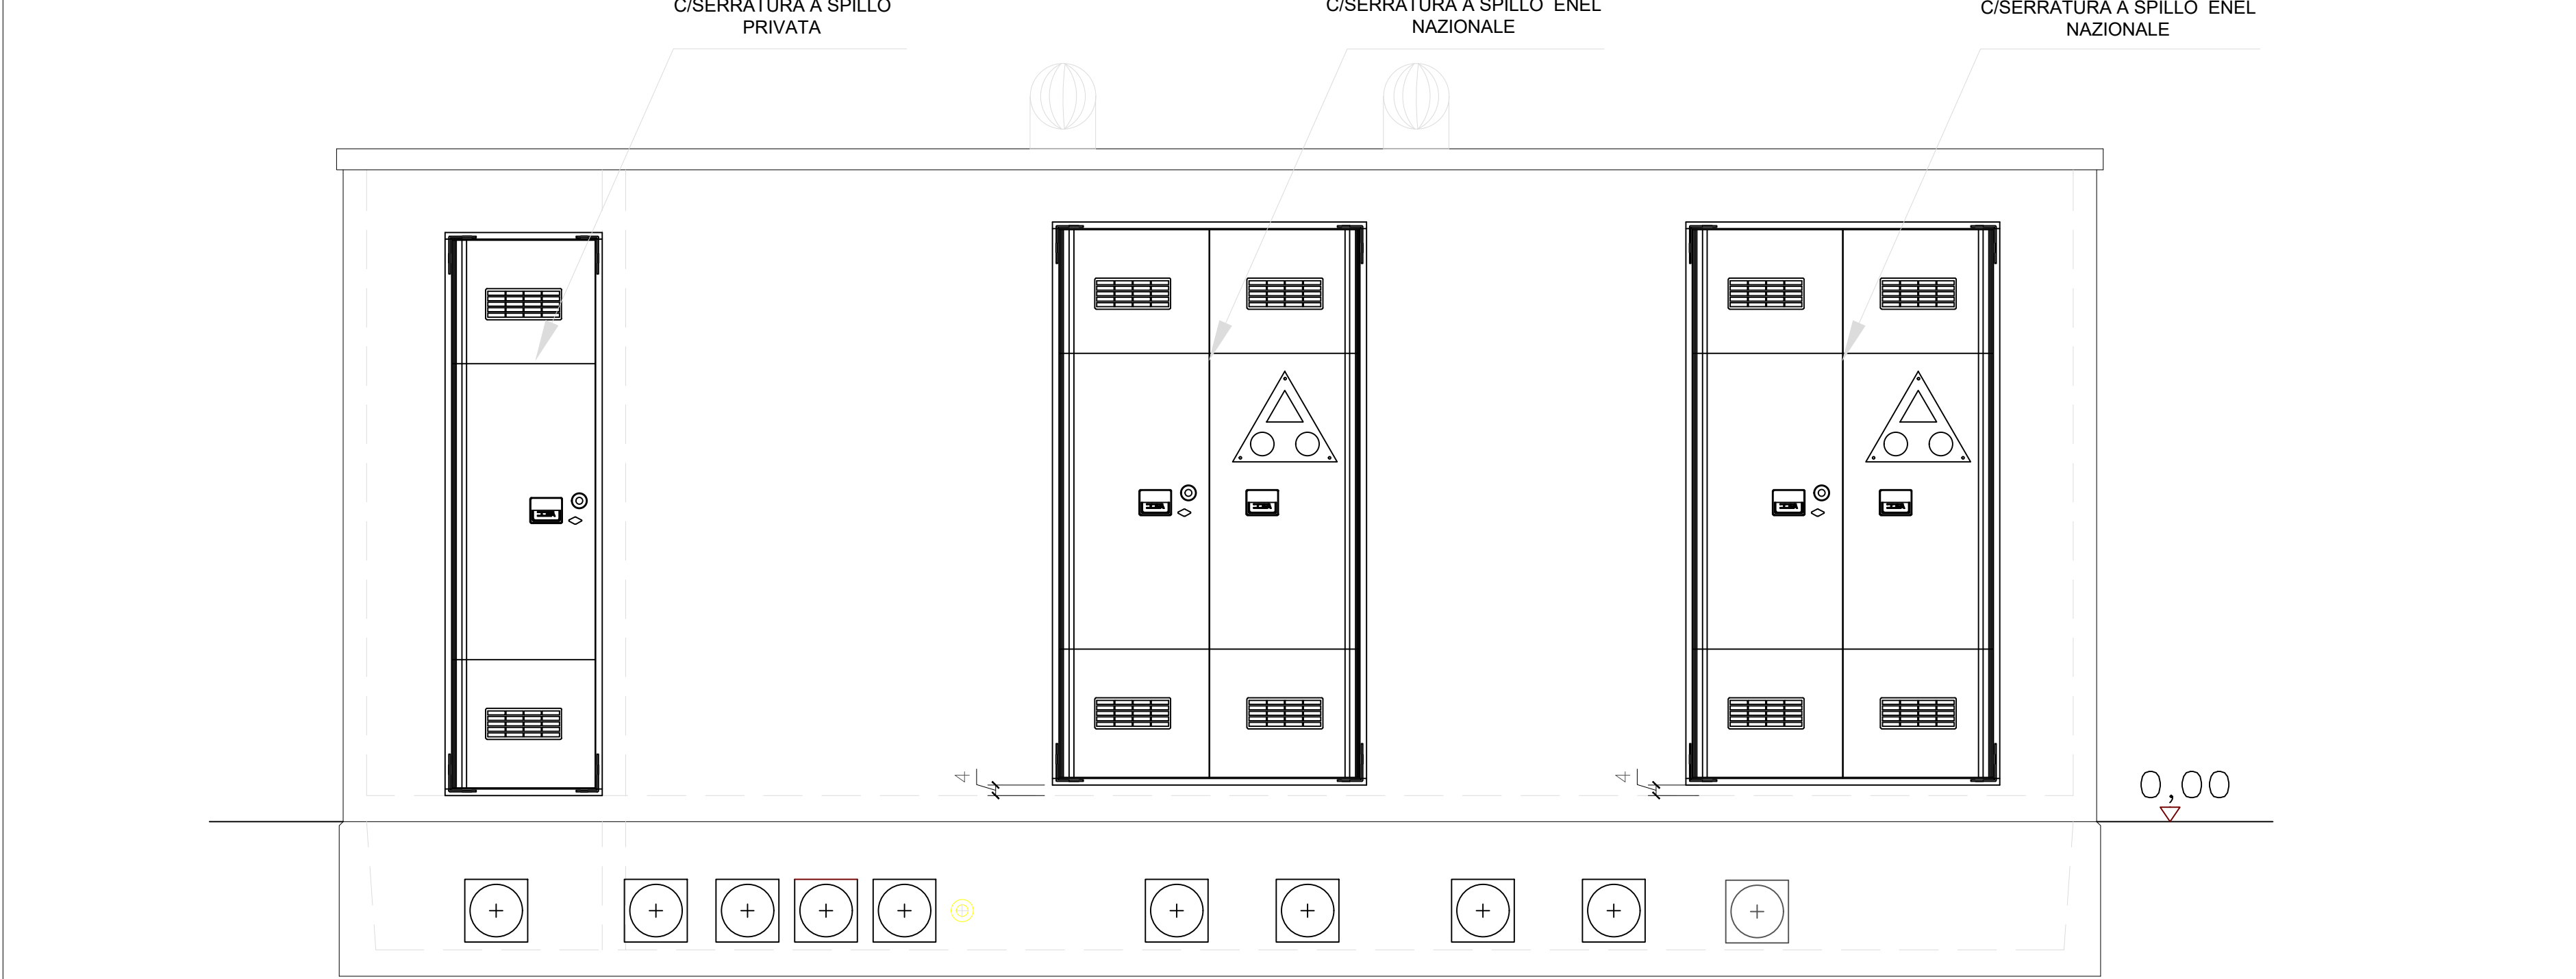 C/SERRATURA A SPILLO
PRIVATA
C/SERRATURA A SPILLO ENEL
NAZIONALE
C/SERRATURA A SPILLO ENEL
NAZIONALE
4
4
0,00